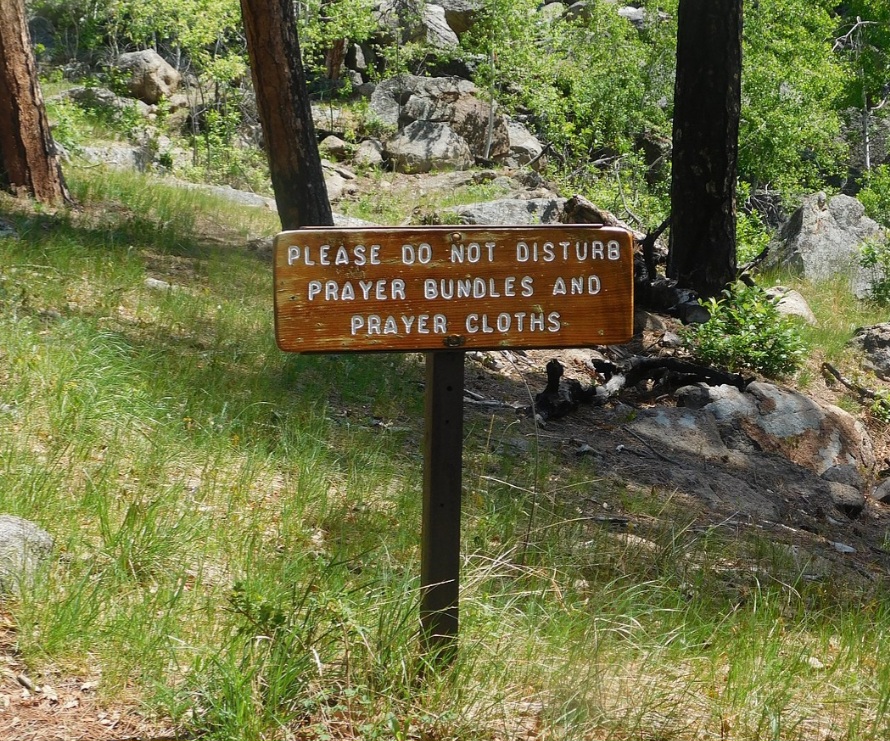 PLEASE DO NOT DISTURB
PRAYER BUNDLES AND
PRAYER CLOTHS